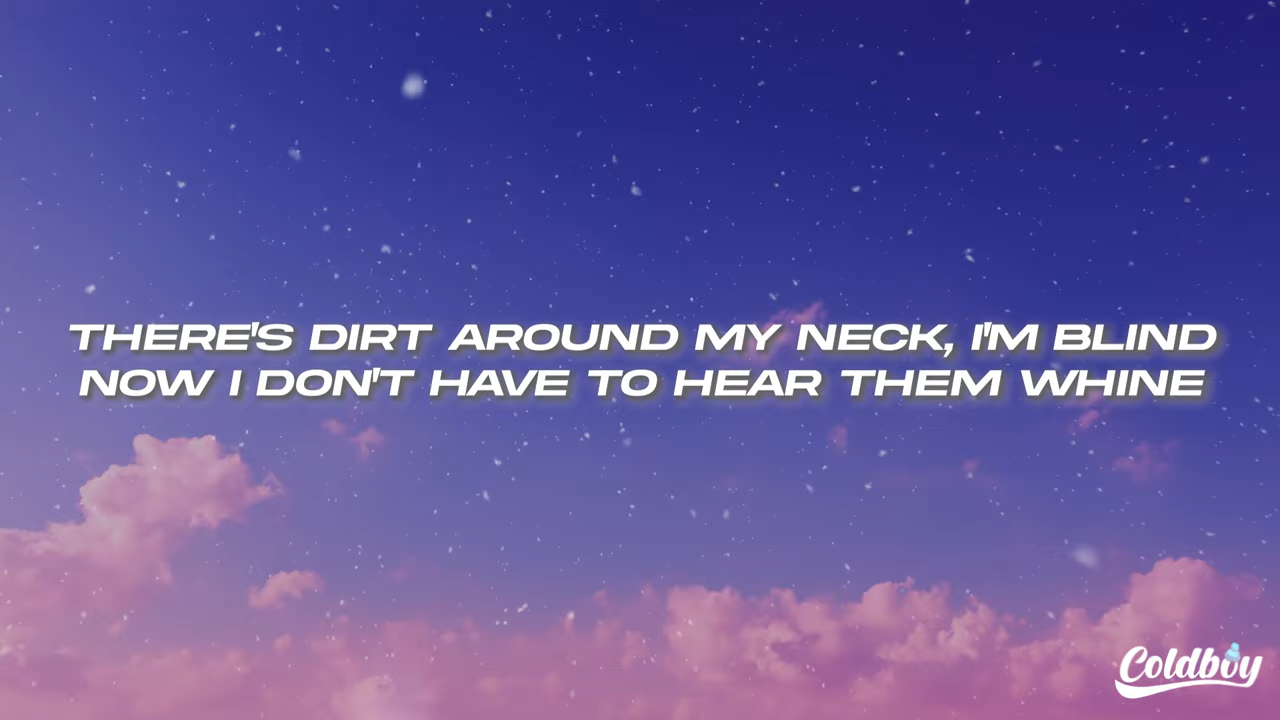 THERE'S DIRT AROUND MY NECK, I'M BLIND
NOW I DON'T HAVE TO HEAR THEM WHINE
Coldboy